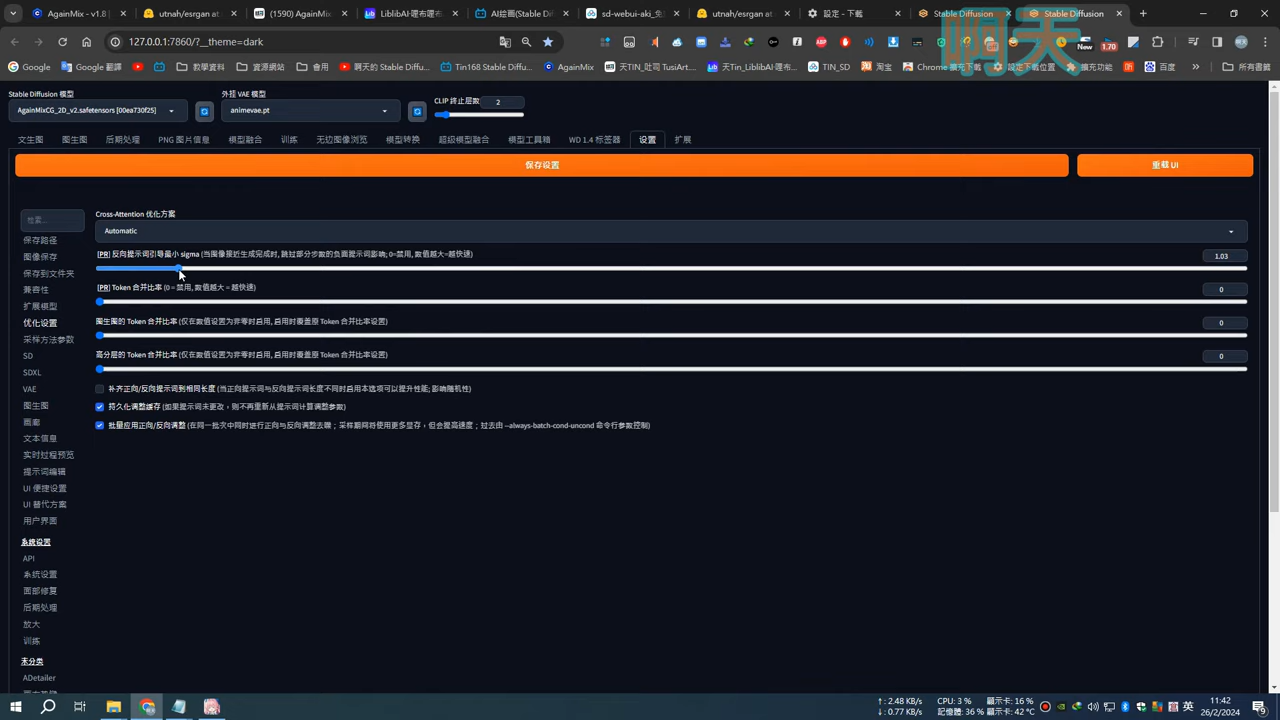 AgainMix - v1.8 |
utnah/esrgan at
(1590) AgainMix
LiblibAI·哩布哩布
AI绘画(Stable Dif
sd-webui-aki_免
utnah/esrgan at
設定 - 下載
Stable Diffusion
Stable Diffusion
啊天
127.0.0.1:7860/?__theme=dark
New
1.70
Google
Google 翻譯
教學資料
資源網站
會用
啊天的 Stable Diffu...
Tin168 Stable Diffu...
AgainMix
天TIN_吐司 TusiArt....
天Tin_LiblibAI·哩布...
TIN_SD
Chrome 擴充下載
設定下載位置
擴充功能
淘宝
百度
所有書籤
Stable Diffusion 模型
外挂 VAE 模型
CLIP 终止层数
2
AgainMixCG_2D_v2.safetensors [00ea730f25]
animevae.pt
文生图
图生图
后期处理
PNG 图片信息
模型融合
训练
无边图像浏览
模型转换
超级模型融合
模型工具箱
WD 1.4 标签器
设置
扩展
保存设置
重载 UI
检索...
保存路径
图像保存
保存到文件夹
兼容性
扩展模型
优化设置
采样方法参数
SD
SDXL
VAE
图生图
画廊
文本信息
实时过程预览
提示词编辑
UI 便捷设置
UI 替代方案
用户界面
系统设置
API
系统设置
面部修复
后期处理
放大
训练
未分类
ADetailer
Cross-Attention 优化方案
Automatic
[PR] 反向提示词引导最小 sigma (当图像接近生成完成时, 跳过部分步数的负面提示词影响; 0=禁用, 数值越大=越快速)
1.03
[PR] Token 合并比率 (0 = 禁用, 数值越大 = 越快速)
0
图生图的 Token 合并比率 (仅在数值设置为非零时启用, 启用时覆盖原 Token 合并比率设置)
0
高分层的 Token 合并比率 (仅在数值设置为非零时启用, 启用时覆盖原 Token 合并比率设置)
0
补齐正向/反向提示词到相同长度 (当正向提示词与反向提示词长度不同时启用本选项可以提升性能; 影响随机性)
持久化调整缓存 (如果提示词未更改，则不再重新从提示词计算调整参数)
批量应用正向/反向调整 (在同一批次中同时进行正向与反向调整去噪；采样期间将使用更多显存，但会提高速度；过去由 --always-batch-cond-uncond 命令行参数控制)
↑: 2.48 KB/s
↓: 0.77 KB/s
CPU: 3 %
記憶體: 36 %
顯示卡: 16 %
顯示卡: 42 °C
英
11:42
26/2/2024